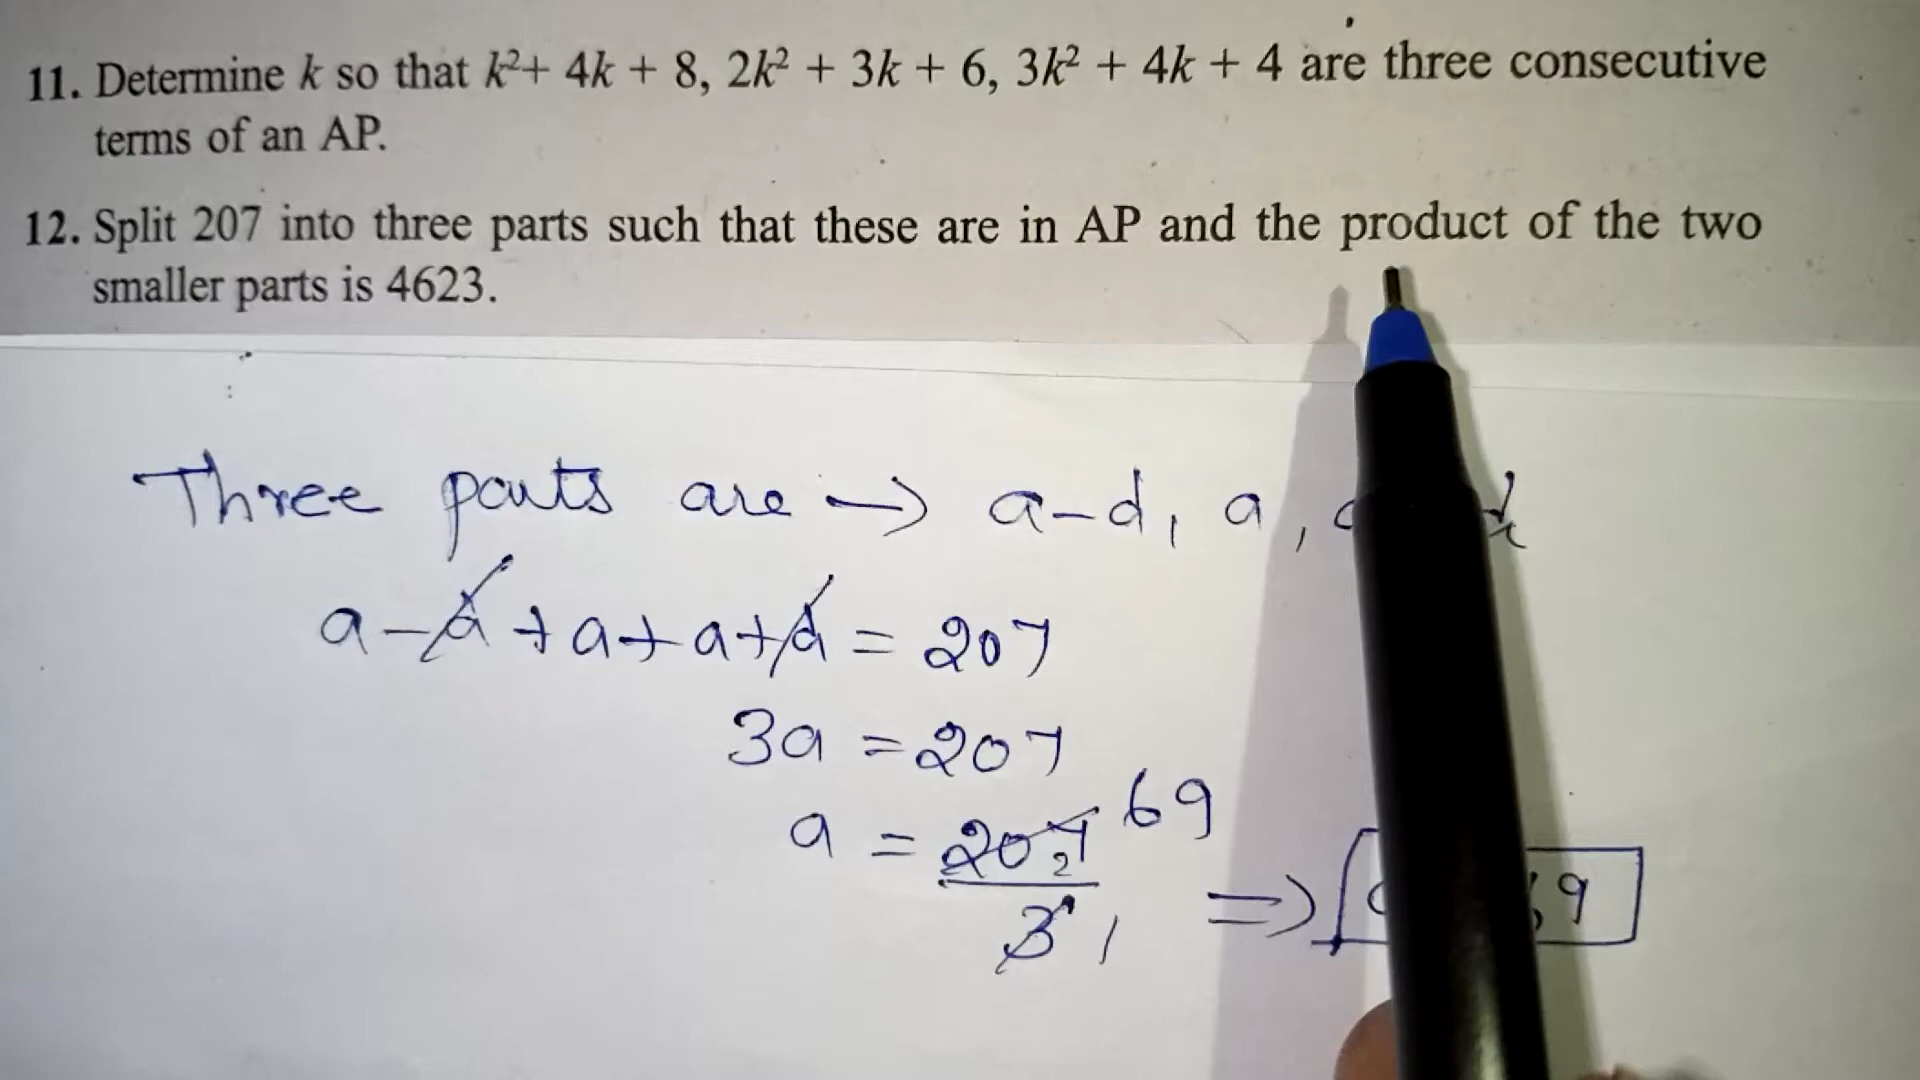 11. Determine k so that k²+ 4k + 8, 2k² + 3k + 6, 3k² + 4k + 4 are three consecutive
terms of an AP.
12. Split 207 into three parts such that these are in AP and the product of the two
smaller parts is 4623.
Three parts are → a-d, a,
a-d + a + a + d = 207
3a = 207
a = 207/3 69
⇒ 9